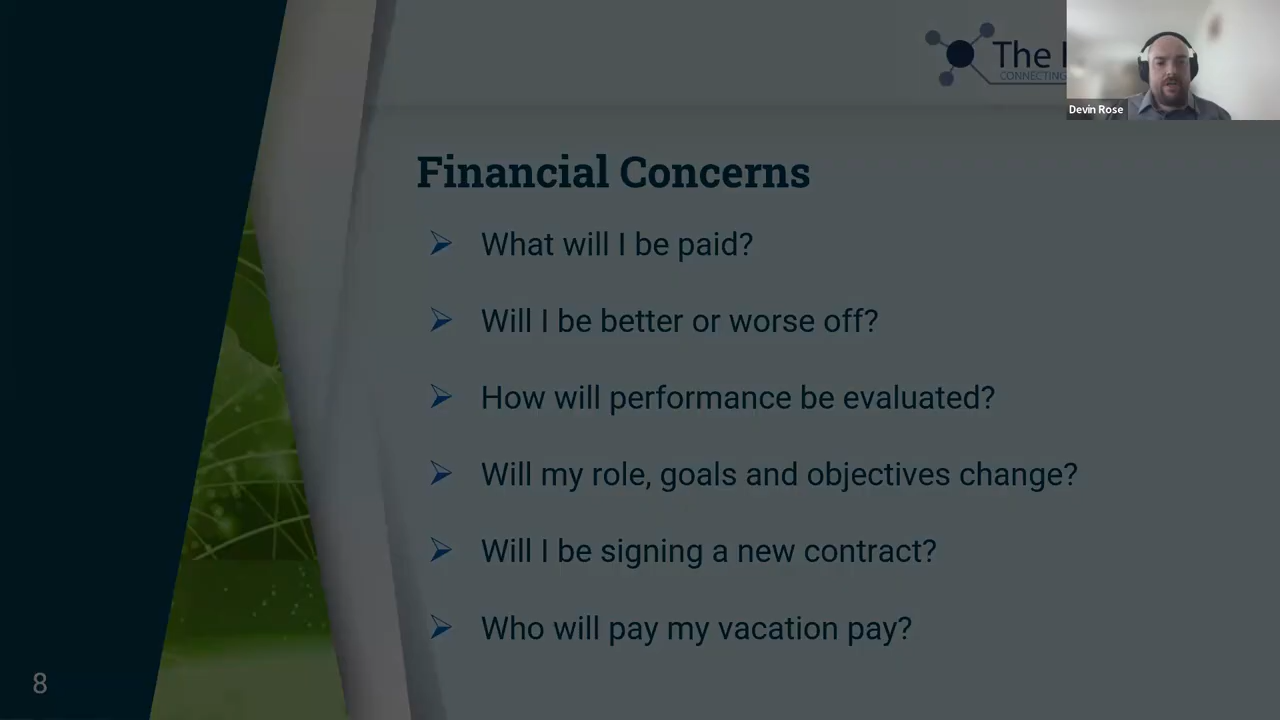 The
CONNECTING
Devin Rose
Financial Concerns
What will I be paid?
Will I be better or worse off?
How will performance be evaluated?
Will my role, goals and objectives change?
Will I be signing a new contract?
Who will pay my vacation pay?
8